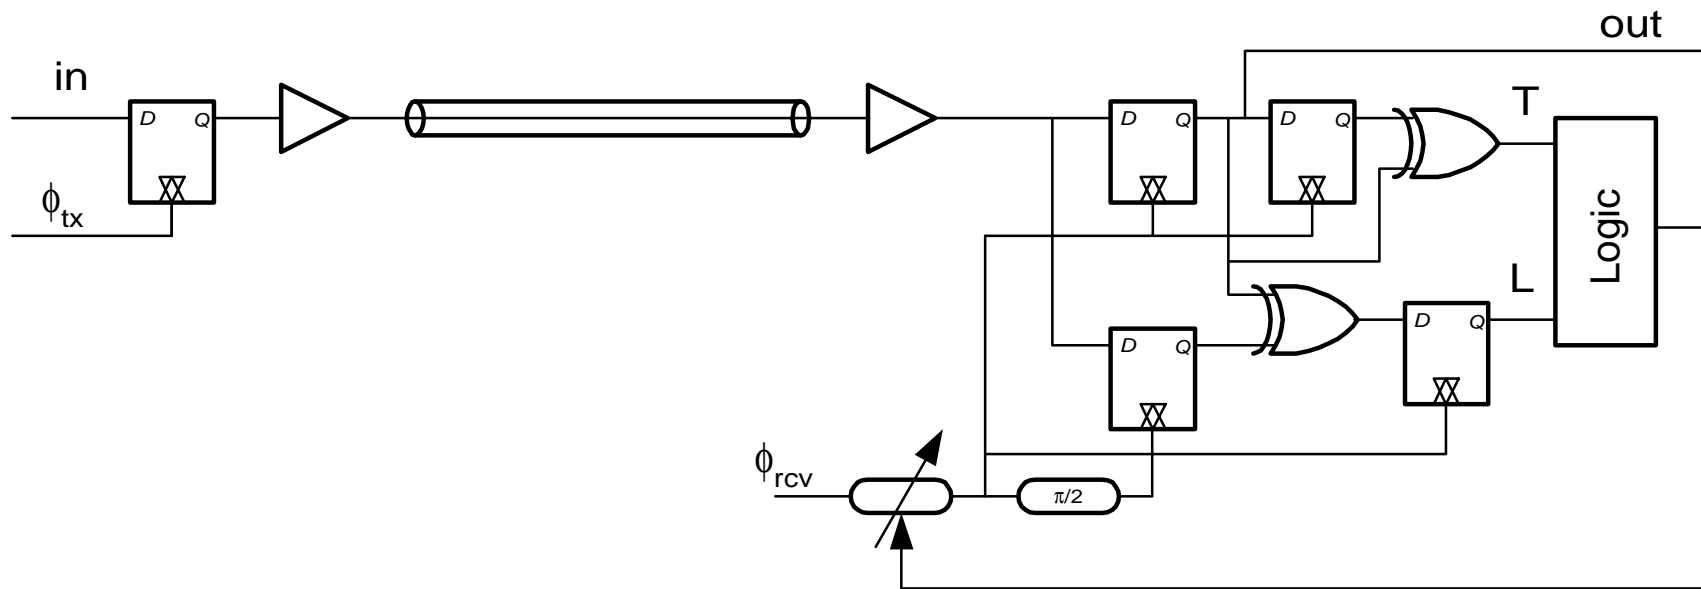 out
in
D Q
D Q
D Q
T
ϕtx
Logic
L
D Q
D Q
ϕrcv
π/2